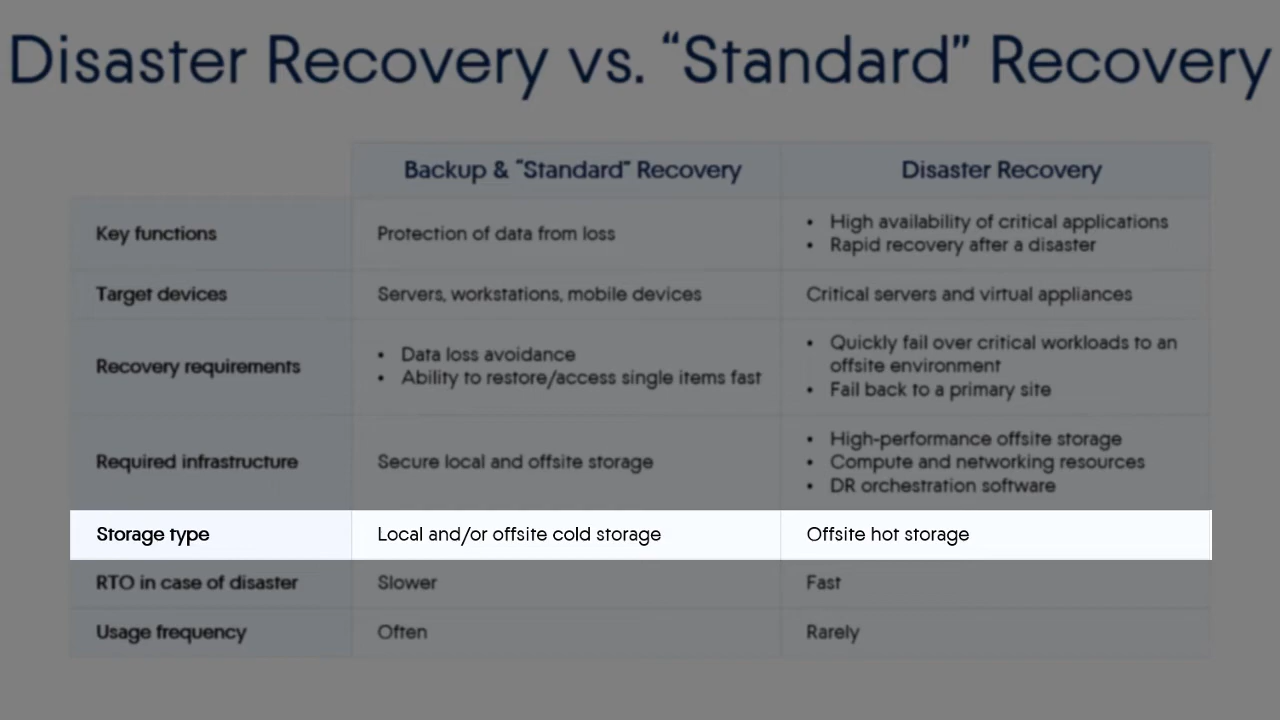 Disaster Recovery vs. “Standard” Recovery
Backup & “Standard” Recovery
Disaster Recovery
Key functions
Protection of data from loss
• High availability of critical applications
• Rapid recovery after a disaster
Target devices
Servers, workstations, mobile devices
Critical servers and virtual appliances
Recovery requirements
• Data loss avoidance
• Ability to restore/access single items fast
• Quickly fail over critical workloads to an
offsite environment
• Fail back to a primary site
Required infrastructure
Secure local and offsite storage
• High-performance offsite storage
• Compute and networking resources
• DR orchestration software
Storage type
Local and/or offsite cold storage
Offsite hot storage
RTO in case of disaster
Slower
Fast
Usage frequency
Often
Rarely